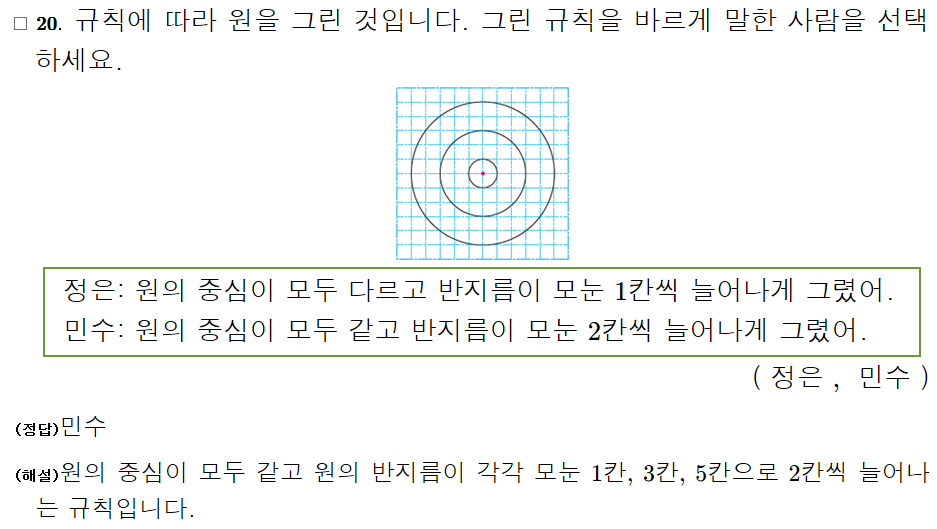 □ 20. 규칙에 따라 원을 그린 것입니다. 그린 규칙을 바르게 말한 사람을 선택
하세요.
정은: 원의 중심이 모두 다르고 반지름이 모눈 1칸씩 늘어나게 그렸어.
민수: 원의 중심이 모두 같고 반지름이 모눈 2칸씩 늘어나게 그렸어.
( 정은 , 민수 )
(정답)민수
(해설)원의 중심이 모두 같고 원의 반지름이 각각 모눈 1칸, 3칸, 5칸으로 2칸씩 늘어나
는 규칙입니다.